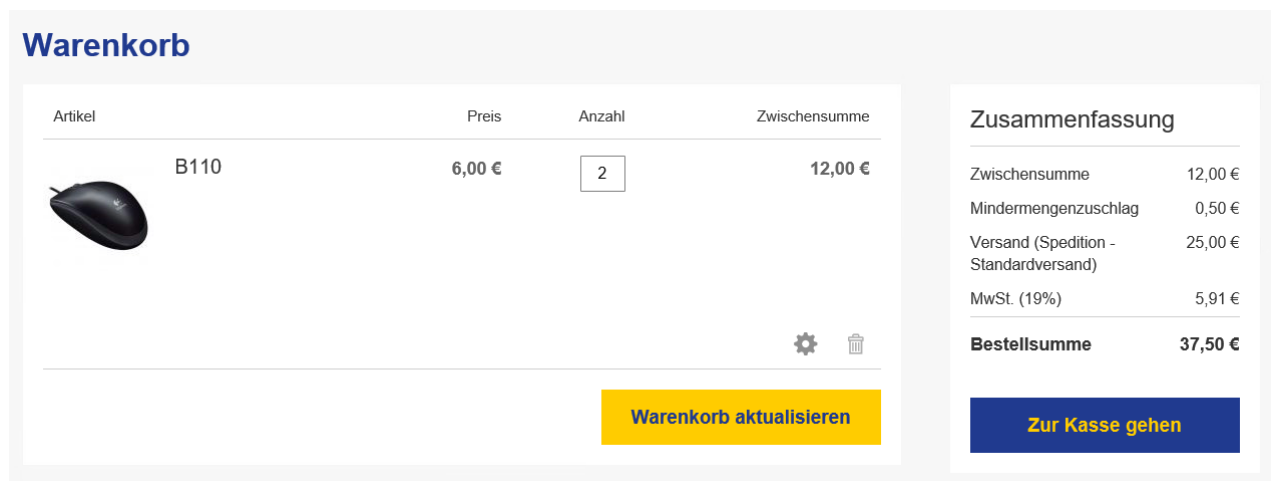 Warenkorb
Artikel Preis Anzahl Zwischensumme
B110 6,00 € 2 12,00 €
Warenkorb aktualisieren
Zusammenfassung
Zwischensumme 12,00 €
Mindermengenzuschlag 0,50 €
Versand (Spedition - 25,00 €
Standardversand)
MwSt. (19%) 5,91 €
Bestellsumme 37,50 €
Zur Kasse gehen